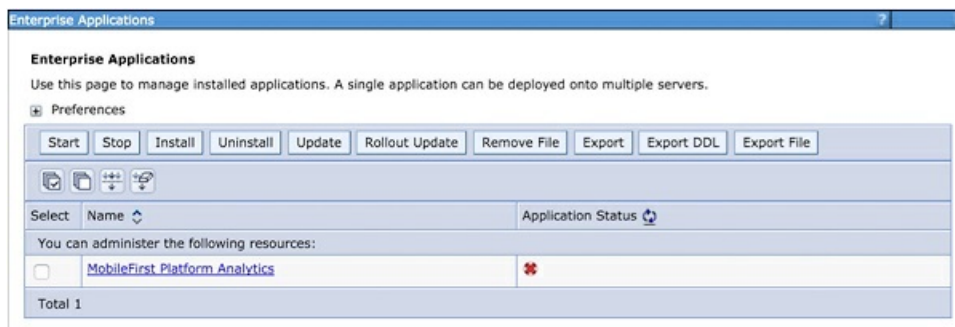 Enterprise Applications ?
Enterprise Applications
Use this page to manage installed applications. A single application can be deployed onto multiple servers.
Preferences
Start Stop Install Uninstall Update Rollout Update Remove File Export Export DDL Export File
Select Name Application Status
You can administer the following resources:
MobileFirst Platform Analytics
Total 1